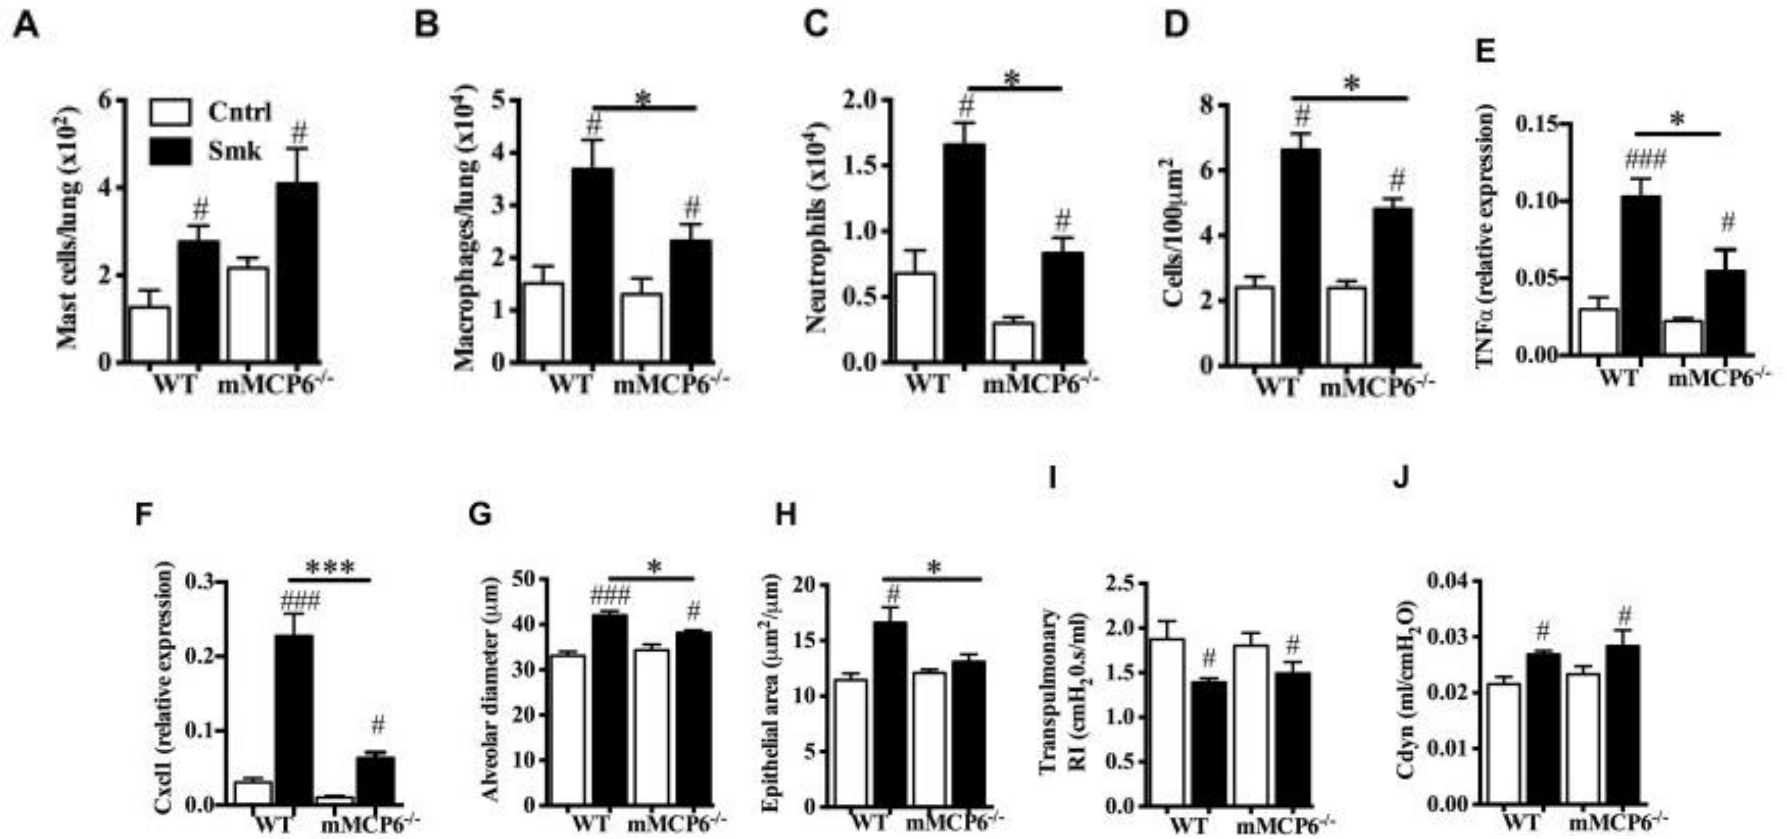 A
Mast cells/lung (x10²)
6
4
2
0
Cntrl
Smk
#
#
WT
mMCP6-/-
B
Macrophages/lung (x10⁴)
5
4
3
2
1
0
*
#
#
WT
mMCP6-/-
C
Neutrophils (x10⁴)
2.0
1.5
1.0
0.5
0.0
*
#
#
WT
mMCP6-/-
D
Cells/100µm²
8
6
4
2
0
*
#
#
WT
mMCP6-/-
E
TNFα (relative expression)
0.15
0.10
0.05
0.00
*
###
#
WT
mMCP6-/-
F
Cxcl1 (relative expression)
0.3
0.2
0.1
0.0
***
###
#
WT
mMCP6-/-
G
Alveolar diameter (µm)
50
40
30
20
10
0
*
###
#
WT
mMCP6-/-
H
Epithelial area (µm²/µm)
20
15
10
5
0
*
#
WT
mMCP6-/-
I
Transpulmonary
RI (cmH₂0.s/ml)
2.5
2.0
1.5
1.0
2.5
0.0
#
#
WT
mMCP6-/-
J
Cdyn (ml/cmH₂O)
0.04
0.03
0.02
0.01
0.00
#
#
WT
mMCP6-/-